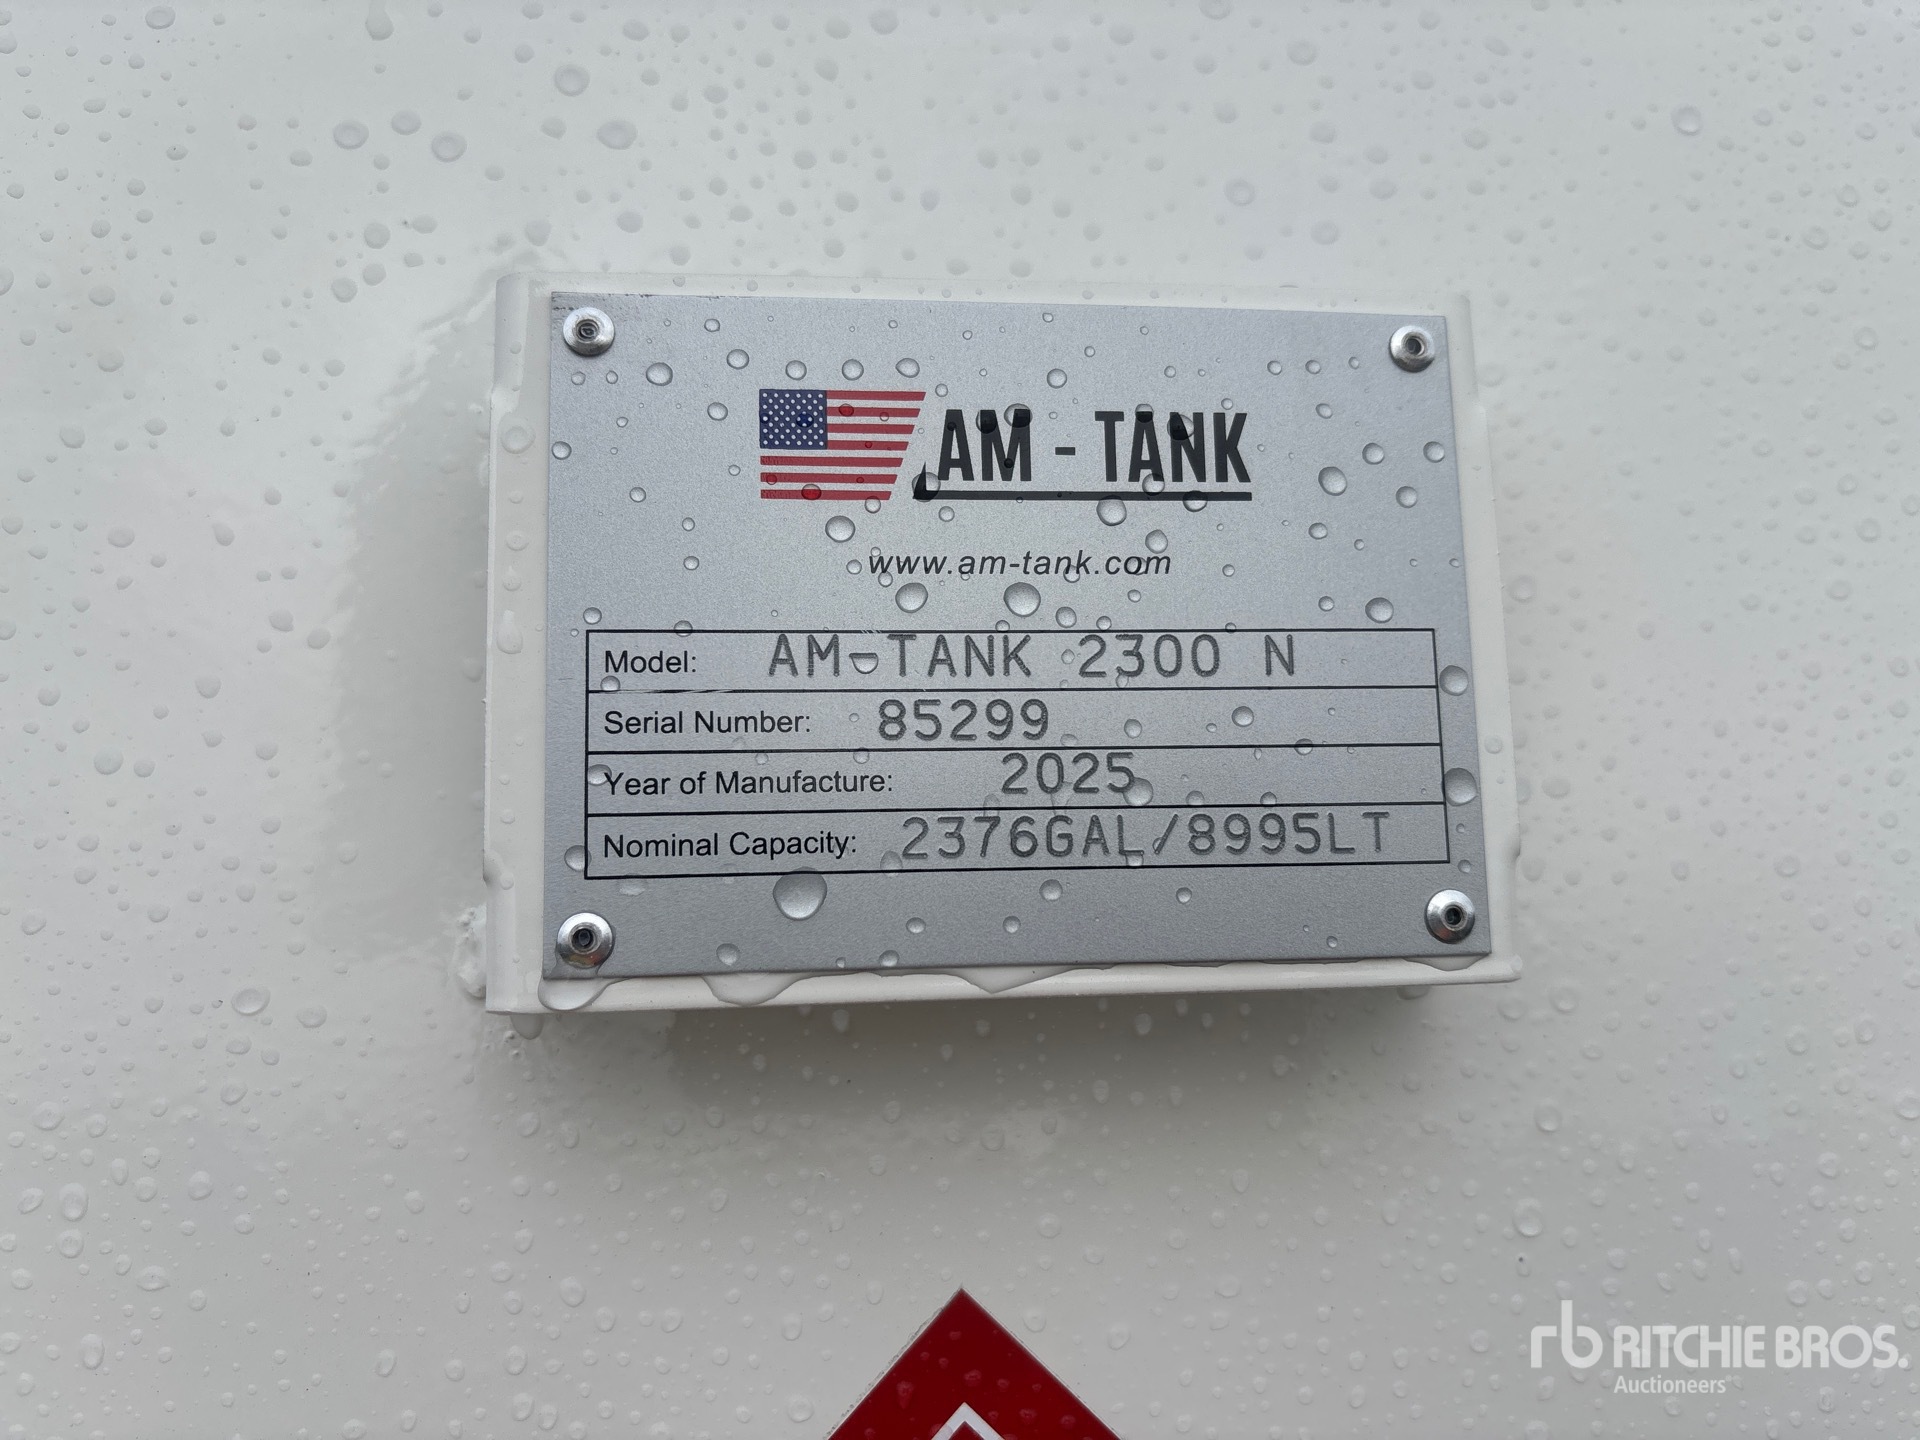 AM - TANK
www.am-tank.com
Model: AM-TANK 2300 N
Serial Number: 85299
Year of Manufacture: 2025
Nominal Capacity: 2376GAL/8995LT
rb RITCHIE BROS.
Auctioneers